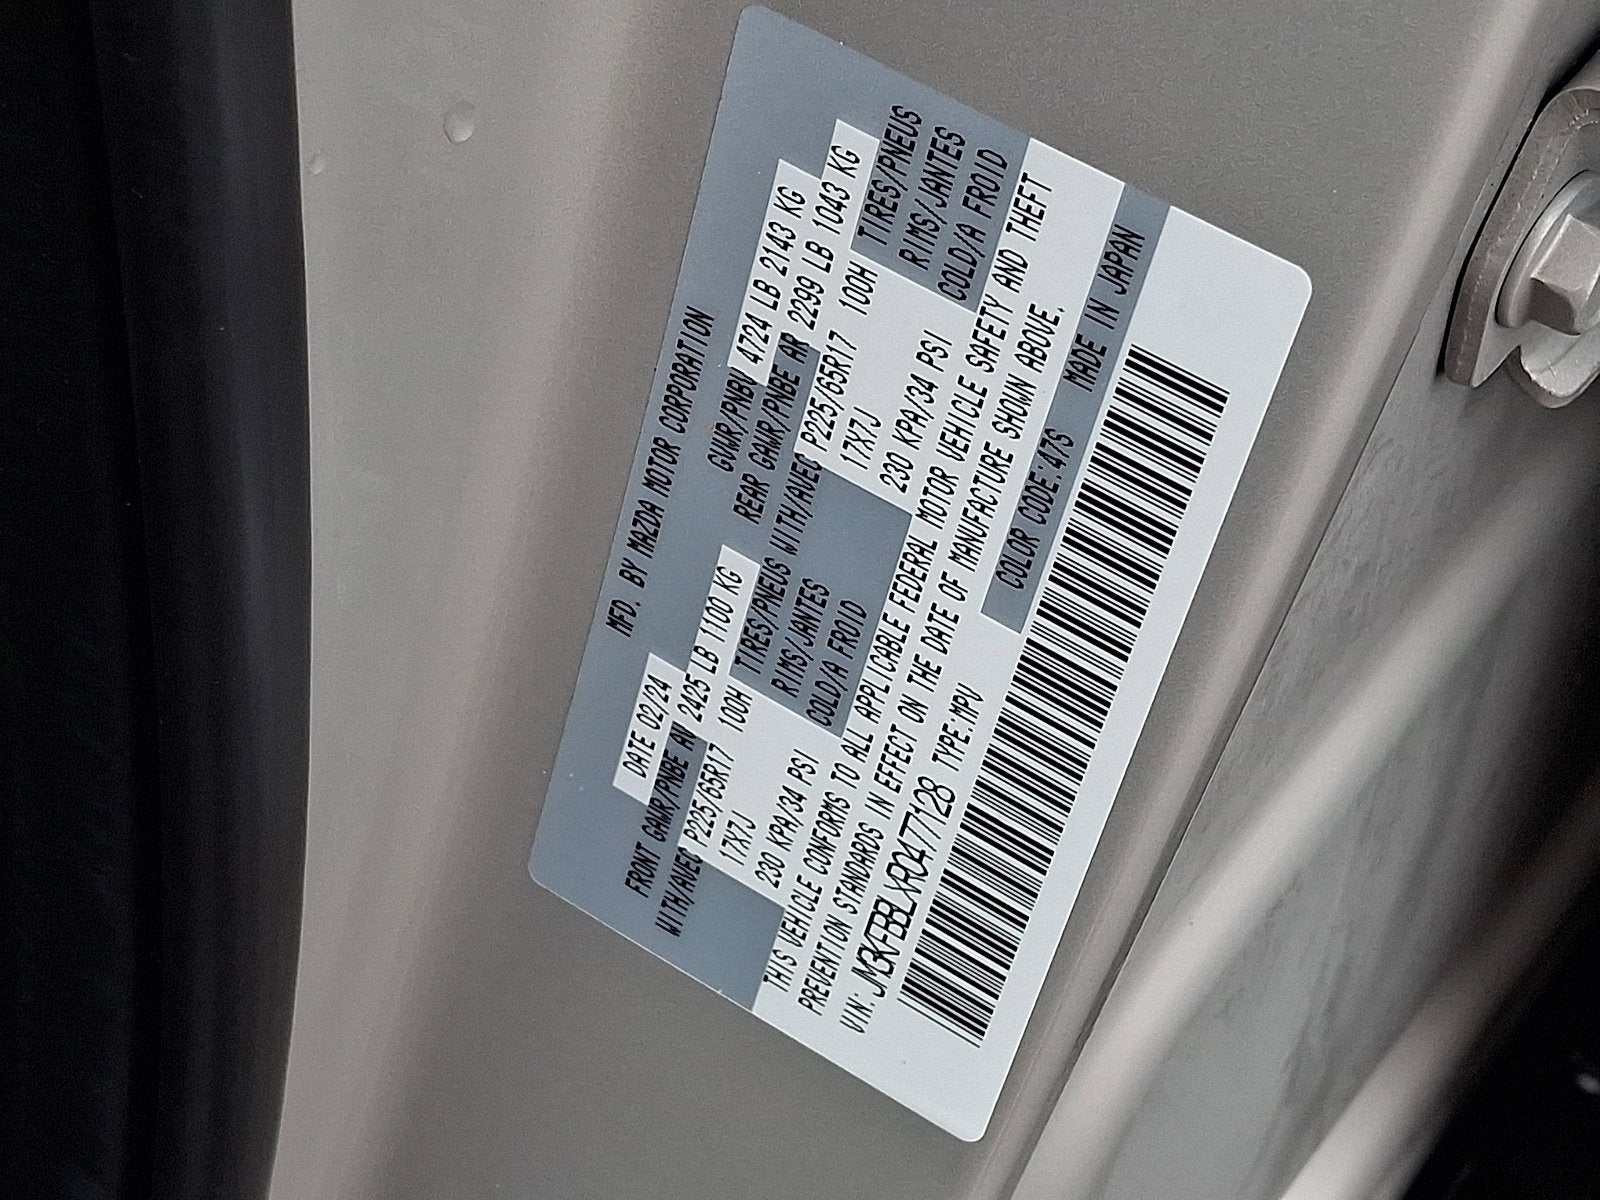 MFD. BY MAZDA MOTOR CORPORATION
DATE 02/24 GVWR/PNBV 4724 LB 2143 KG
FRONT GAWR/PNBE AV 2425 LB 1100 KG REAR GAWR/PNBE AR 2299 LB 1043 KG
WITH/AVEC P225/65R17 100H TIRES/PNEUS WITH/AVEC P225/65R17 100H TIRES/PNEUS
17X7J RIMS/JANTES 17X7J RIMS/JANTES
230 KPA/34 PSI COLD/A FROID 230 KPA/34 PSI COLD/A FROID
THIS VEHICLE CONFORMS TO ALL APPLICABLE FEDERAL MOTOR VEHICLE SAFETY AND THEFT
PREVENTION STANDARDS IN EFFECT ON THE DATE OF MANUFACTURE SHOWN ABOVE.
VIN: JM3KFBBLXR0477128 TYPE:MPV COLOR CODE:47S MADE IN JAPAN